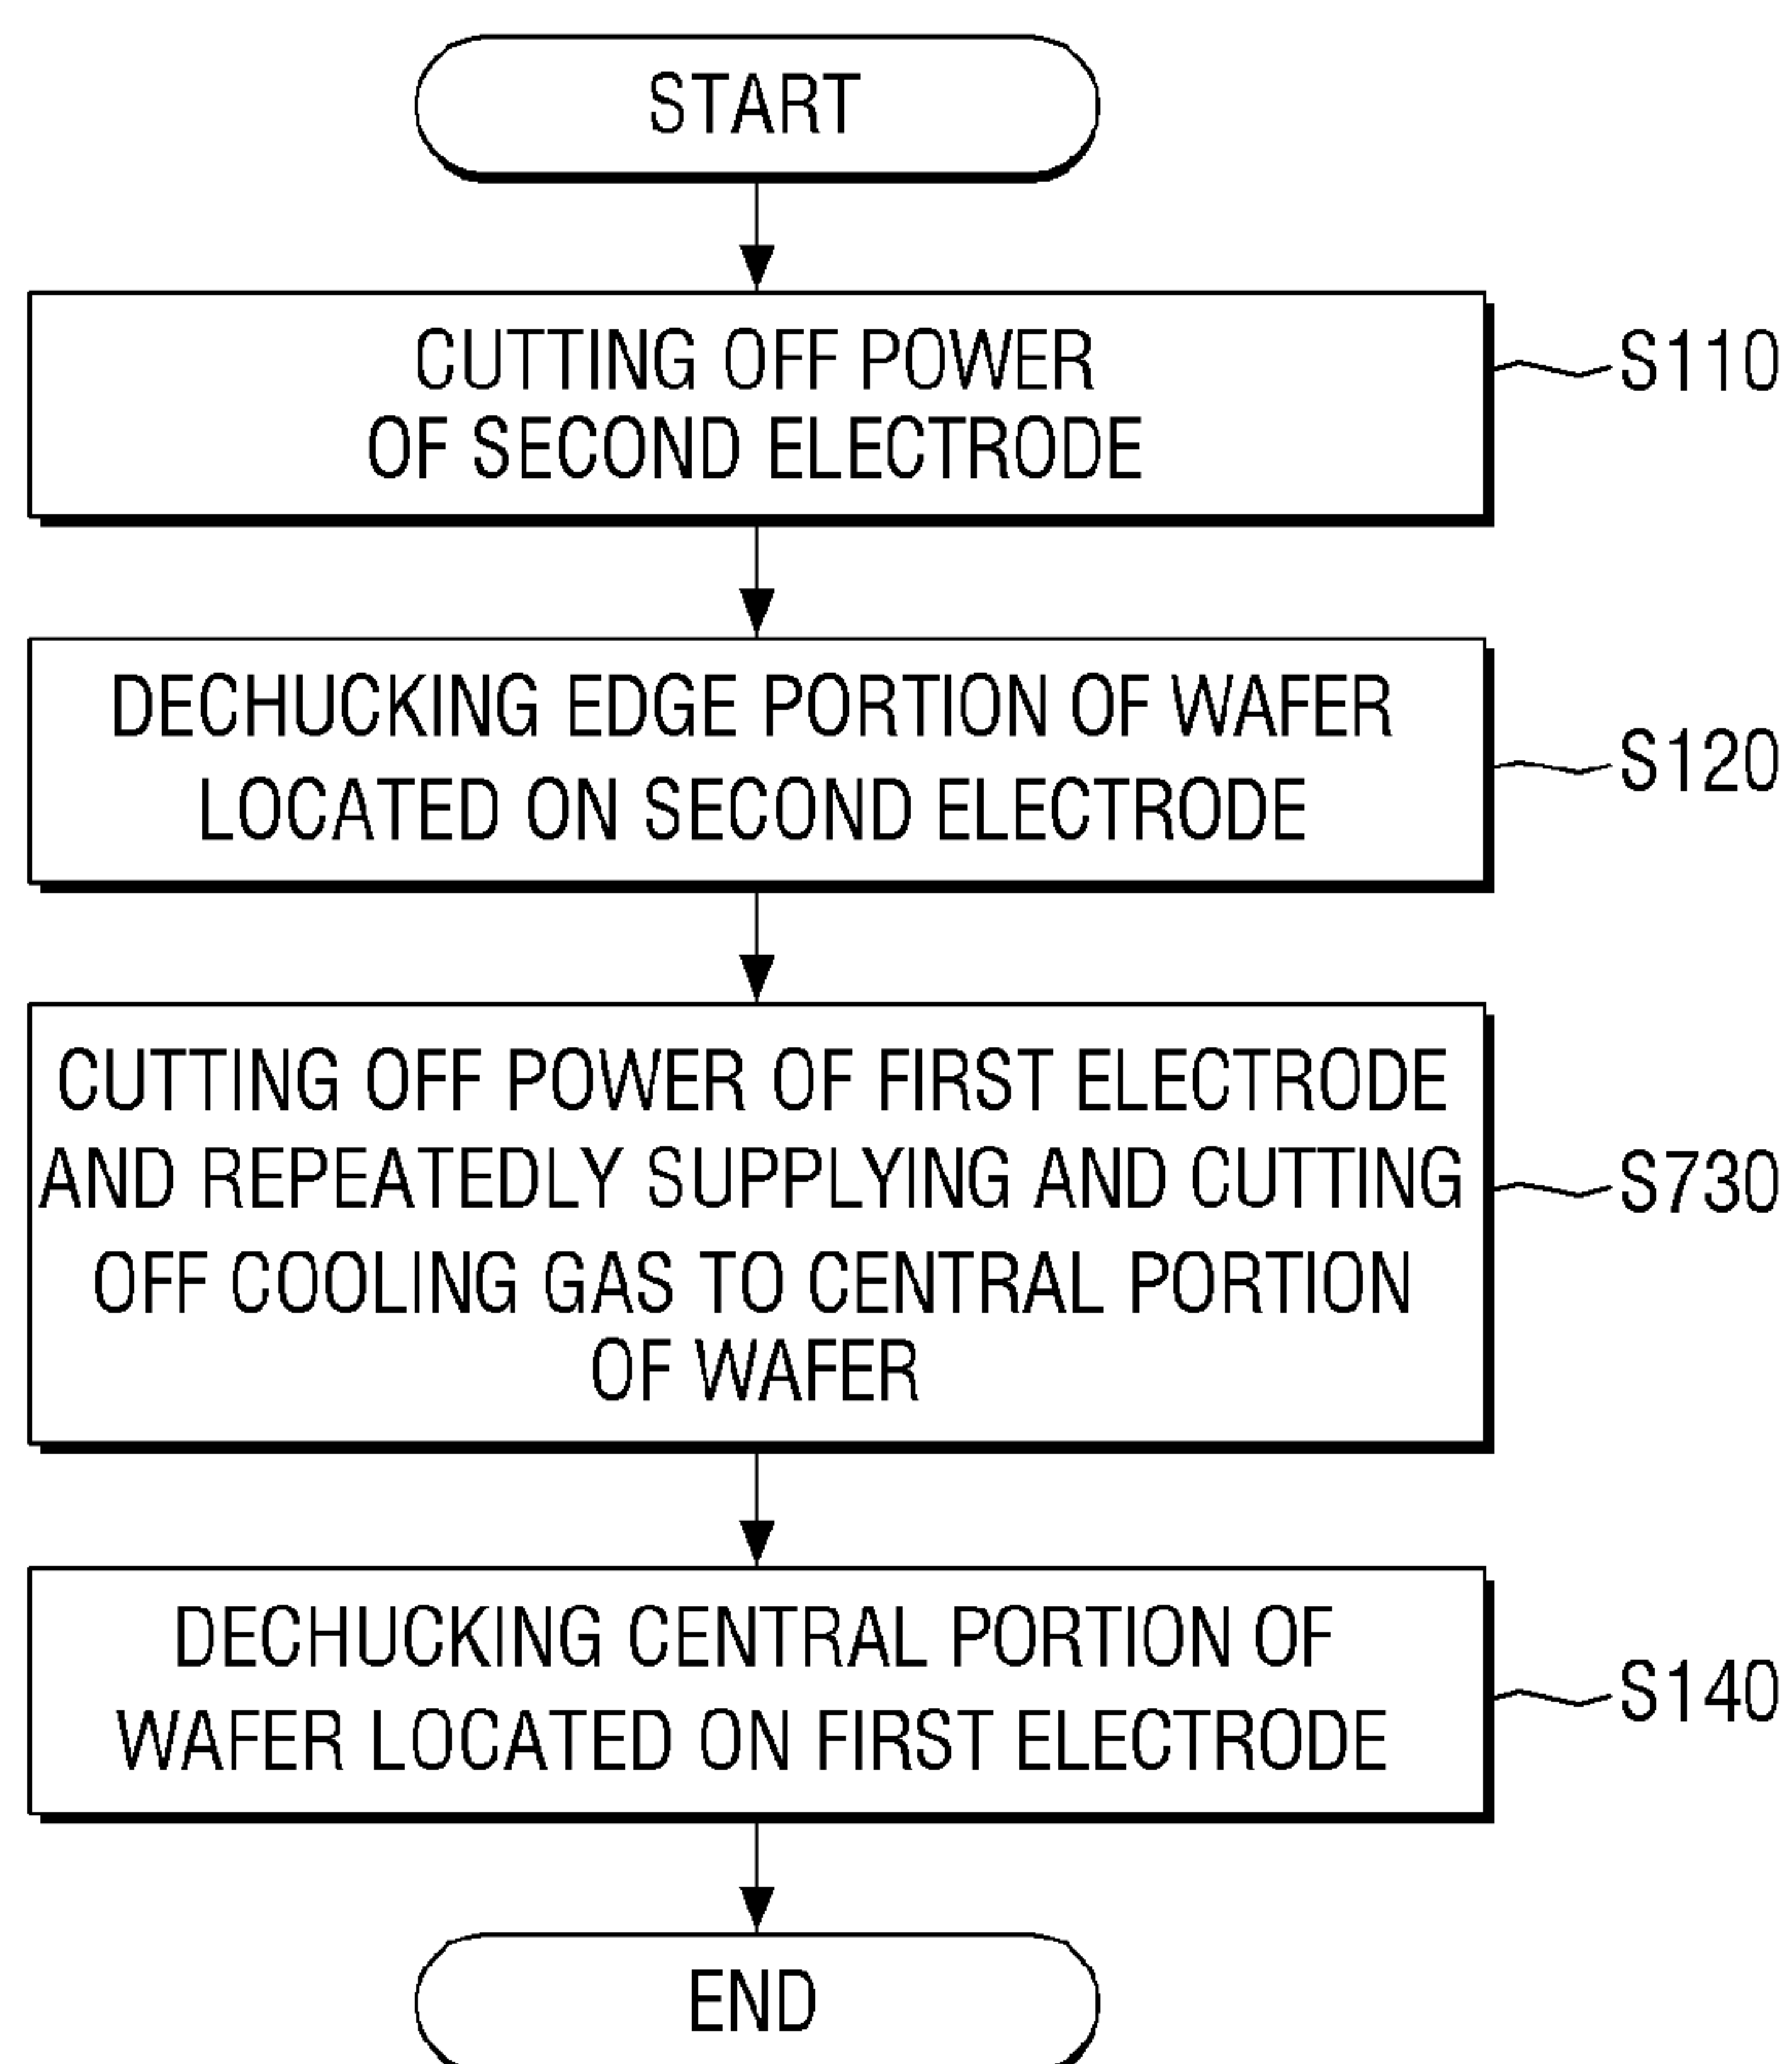 START
CUTTING OFF POWER
OF SECOND ELECTRODE
S110
DECHUCKING EDGE PORTION OF WAFER
LOCATED ON SECOND ELECTRODE
S120
CUTTING OFF POWER OF FIRST ELECTRODE
AND REPEATEDLY SUPPLYING AND CUTTING
OFF COOLING GAS TO CENTRAL PORTION
OF WAFER
S730
DECHUCKING CENTRAL PORTION OF
WAFER LOCATED ON FIRST ELECTRODE
S140
END